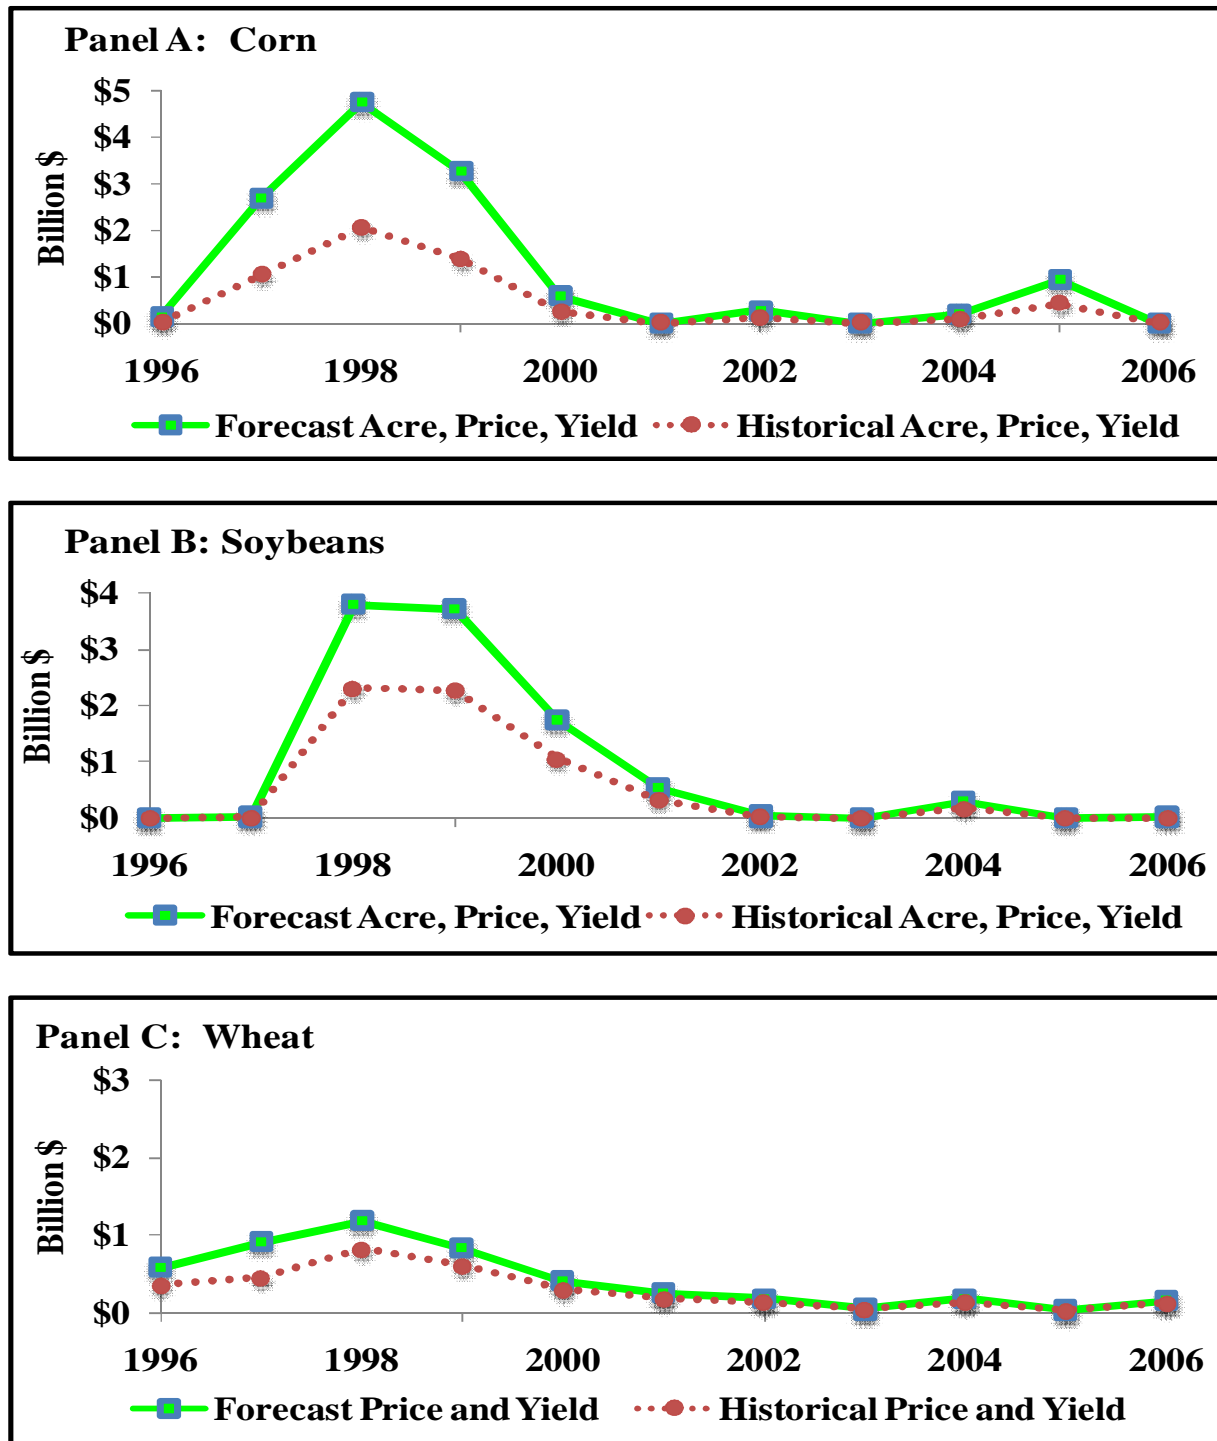 Panel A: Corn
Billion $
$5
$4
$3
$2
$1
$0
1996 1998 2000 2002 2004 2006
Forecast Acre, Price, Yield Historical Acre, Price, Yield
Panel B: Soybeans
Billion $
$4
$3
$2
$1
$0
1996 1998 2000 2002 2004 2006
Forecast Acre, Price, Yield Historical Acre, Price, Yield
Panel C: Wheat
Billion $
$3
$2
$1
$0
1996 1998 2000 2002 2004 2006
Forecast Price and Yield Historical Price and Yield